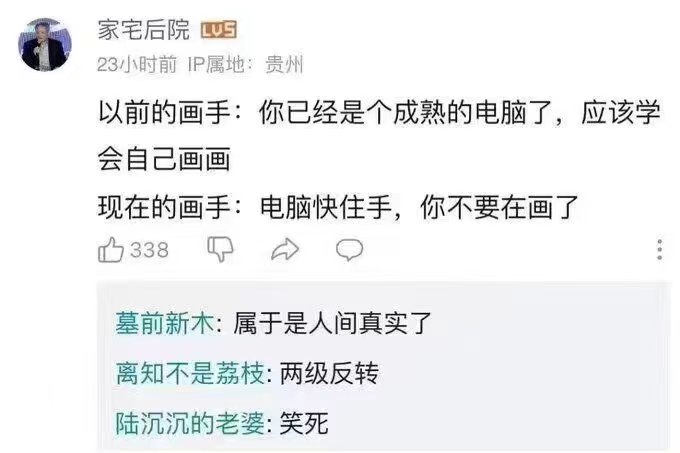 家宅后院 LV5
23小时前 IP属地：贵州
以前的画手：你已经是个成熟的电脑了，应该学
会自己画画
现在的画手：电脑快住手，你不要在画了
338
墓前新木: 属于是人间真实了
离知不是荔枝: 两级反转
陆沉沉的老婆: 笑死